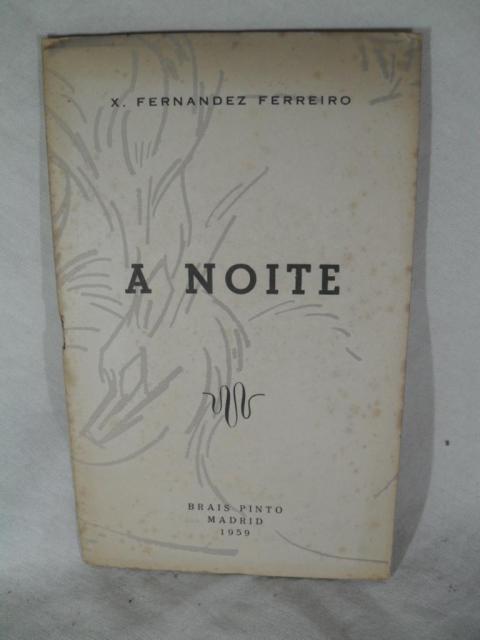 X. FERNANDEZ FERREIRO
A NOITE
BRAIS PINTO
MADRID
1959